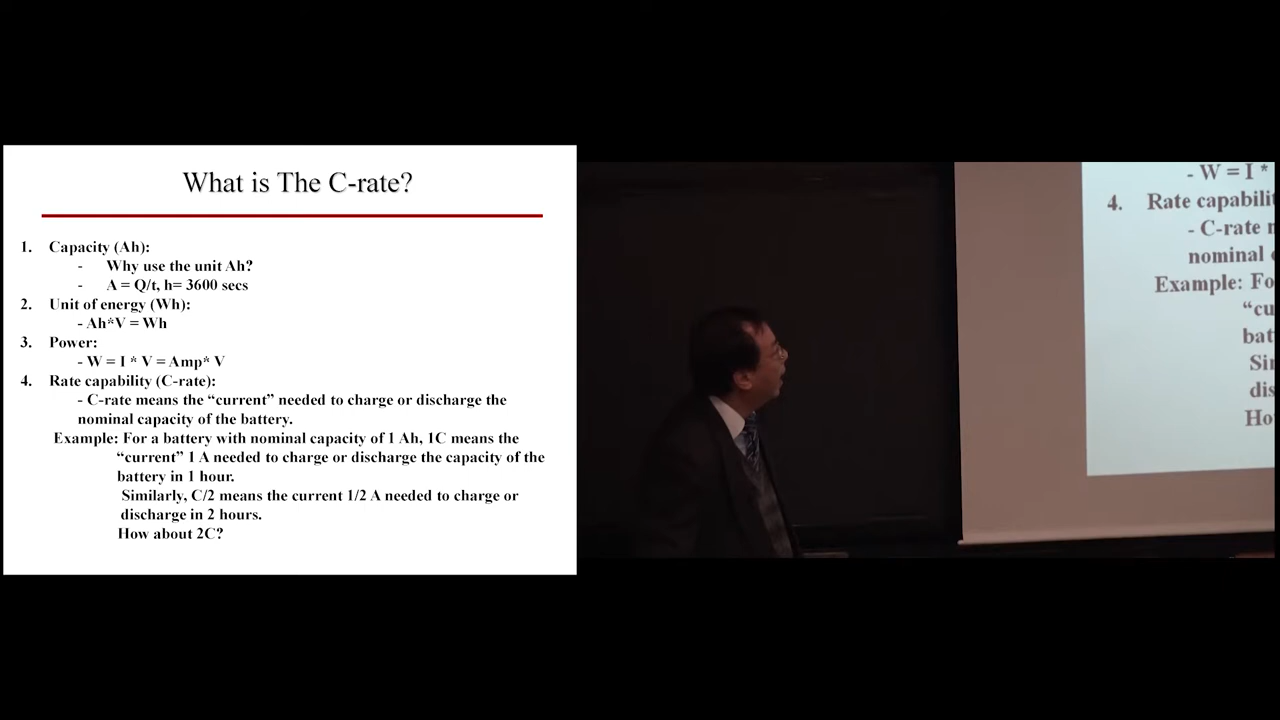 What is The C-rate?
1. Capacity (Ah):
- Why use the unit Ah?
- A = Q/t, h= 3600 secs
2. Unit of energy (Wh):
- Ah*V = Wh
3. Power:
- W = I * V = Amp* V
4. Rate capability (C-rate):
- C-rate means the “current” needed to charge or discharge the
nominal capacity of the battery.
Example: For a battery with nominal capacity of 1 Ah, 1C means the
“current” 1 A needed to charge or discharge the capacity of the
battery in 1 hour.
Similarly, C/2 means the current 1/2 A needed to charge or
discharge in 2 hours.
How about 2C?
- W = I *
4. Rate capabili
- C-rate
nominal
Example: Fo
“cu
bat
Sin
dis
Ho